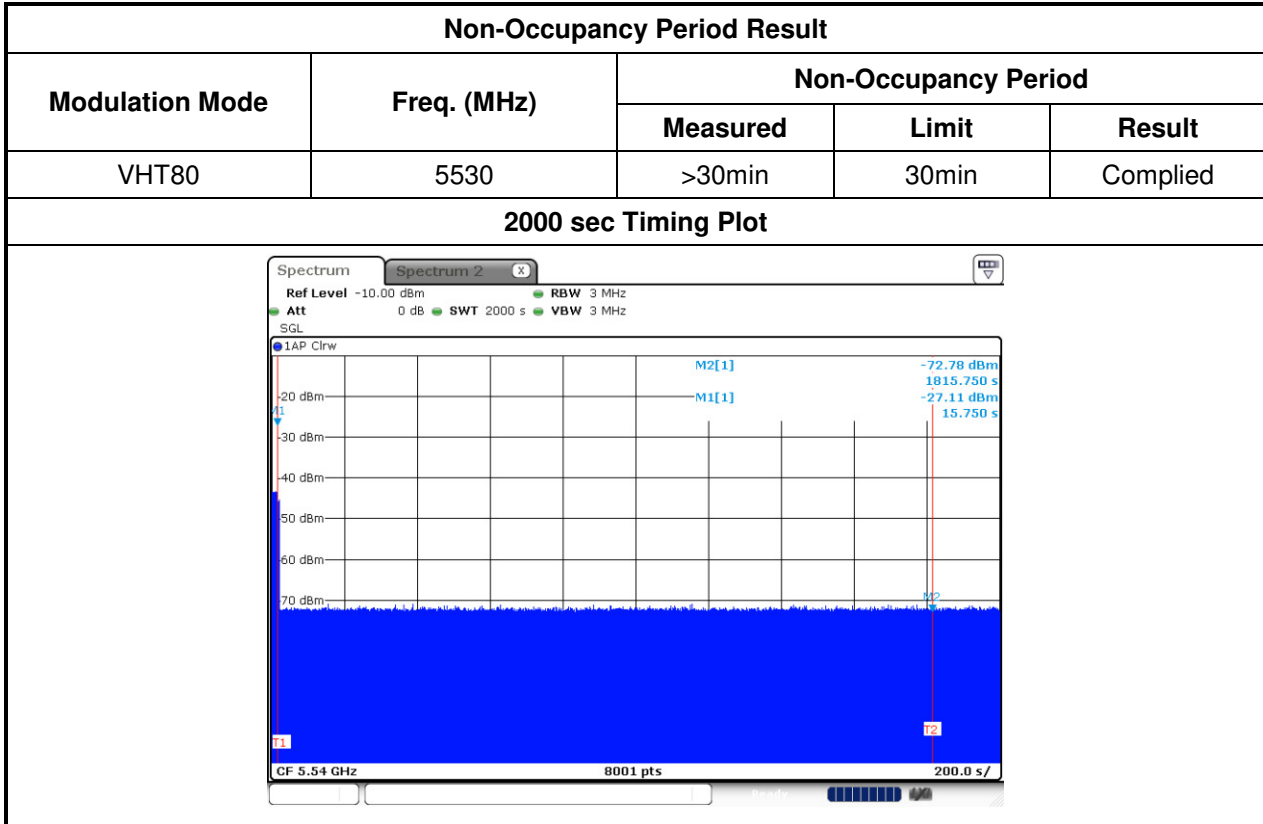 Non-Occupancy Period Result
Modulation Mode
Freq. (MHz)
Non-Occupancy Period
Measured
Limit
Result
VHT80
5530
>30min
30min
Complied
2000 sec Timing Plot
Spectrum
Spectrum 2 X
Ref Level -10.00 dBm RBW 3 MHz
Att 0 dB SWT 2000 s VBW 3 MHz
SGL
1AP Clrw
M2[1] -72.78 dBm
1815.750 s
M1[1] -27.11 dBm
15.750 s
-20 dBm
M1
-30 dBm
-40 dBm
-50 dBm
-60 dBm
-70 dBm
M2
T1
T2
CF 5.54 GHz 8001 pts 200.0 s/
Ready